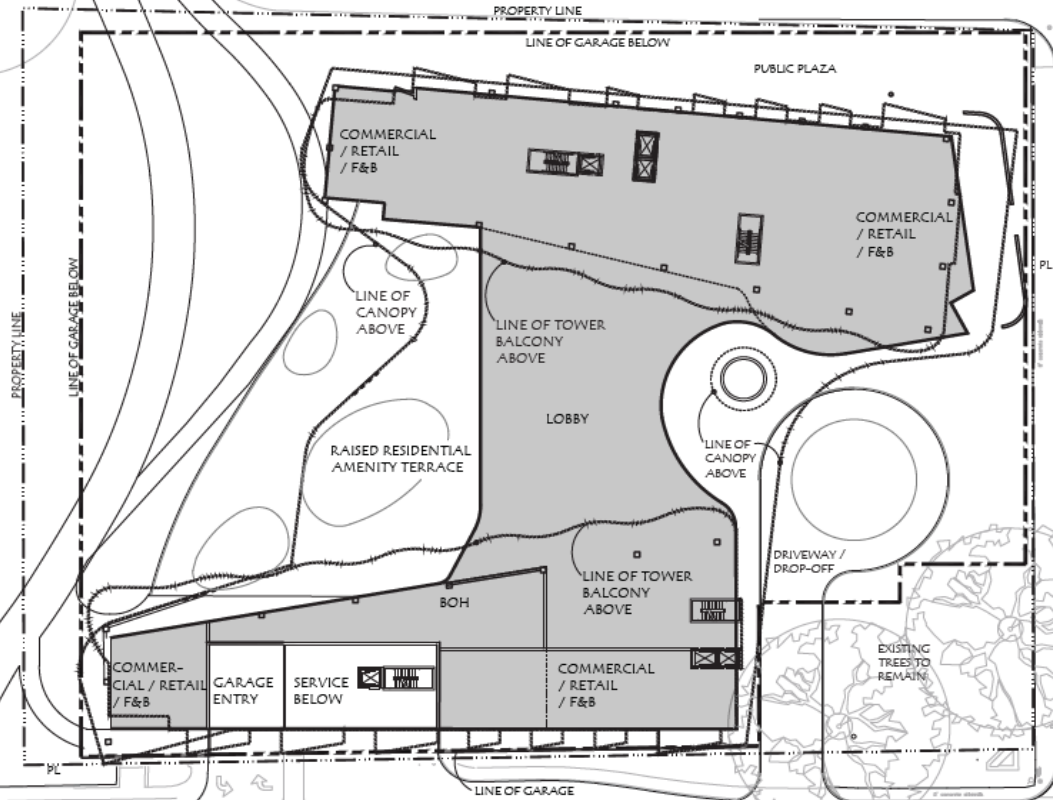 PROPERTY LINE
LINE OF GARAGE BELOW
PUBLIC PLAZA
COMMERCIAL
/ RETAIL
/ F&B
COMMERCIAL
/ RETAIL
/ F&B
PL
LINE OF GARAGE BELOW
PROPERTY LINE
LINE OF
CANOPY
ABOVE
LINE OF TOWER
BALCONY
ABOVE
LOBBY
RAISED RESIDENTIAL
AMENITY TERRACE
LINE OF
CANOPY
ABOVE
DRIVEWAY /
DROP-OFF
LINE OF TOWER
BALCONY
ABOVE
BOH
EXISTING
TREES TO
REMAIN
COMMER-
CIAL / RETAIL
/ F&B
GARAGE
ENTRY
SERVICE
BELOW
COMMERCIAL
/ RETAIL
/ F&B
PL
LINE OF GARAGE